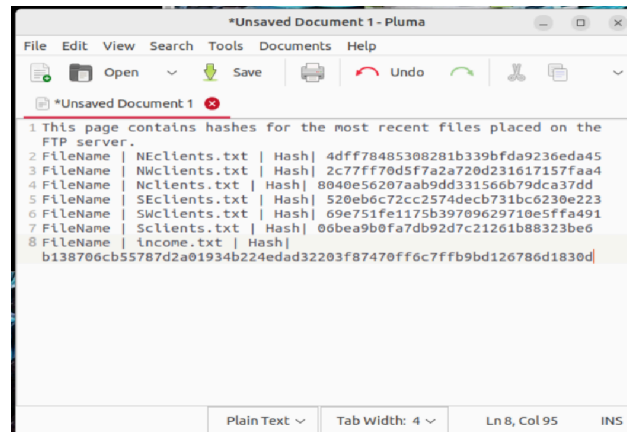 *Unsaved Document 1 - Pluma
File Edit View Search Tools Documents Help
Open Save Undo
*Unsaved Document 1
1 This page contains hashes for the most recent files placed on the
FTP server.
2 FileName | NEclients.txt | Hash| 4dff78485308281b339bfda9236eda45
3 FileName | NWclients.txt | Hash| 2c77ff70d5f7a2a720d231617157faa4
4 FileName | Nclients.txt | Hash| 8040e56207aab9dd331566b79dca37dd
5 FileName | SEclients.txt | Hash| 520eb6c72cc2574decb731bc6230e223
6 FileName | SWclients.txt | Hash| 69e751fe1175b39709629710e5ffa491
7 FileName | Sclients.txt | Hash| 06bea9b0fa7db92d7c21261b88323be6
8 FileName | income.txt | Hash|
b138706cb55787d2a01934b224edad32203f87470ff6c7ffb9bd126786d1830d
Plain Text Tab Width: 4 Ln 8, Col 95 INS